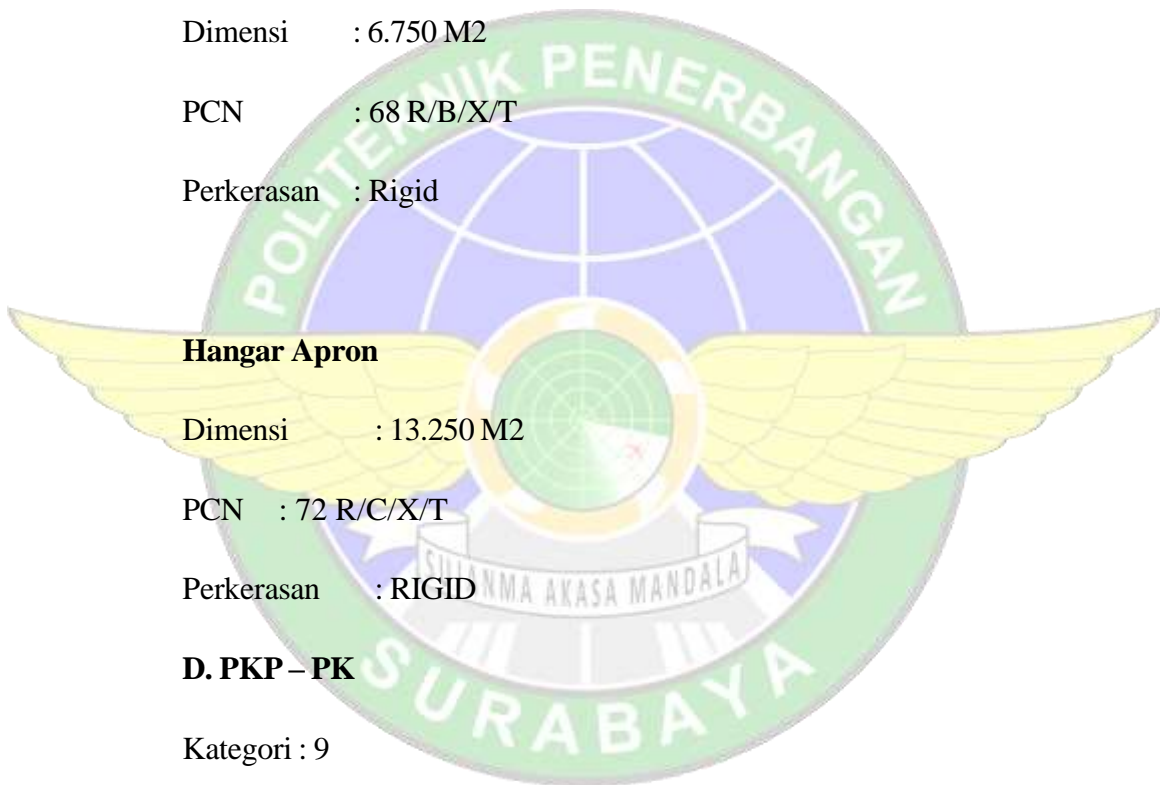 Dimensi : 6.750 M2
PCN : 68 R/B/X/T
Perkerasan : Rigid
Hangar Apron
Dimensi : 13.250 M2
PCN : 72 R/C/X/T
Perkerasan : RIGID
D. PKP – PK
Kategori : 9
POLITEKNIK PENERBANGAN
AKASA MANDALA
SURABAYA